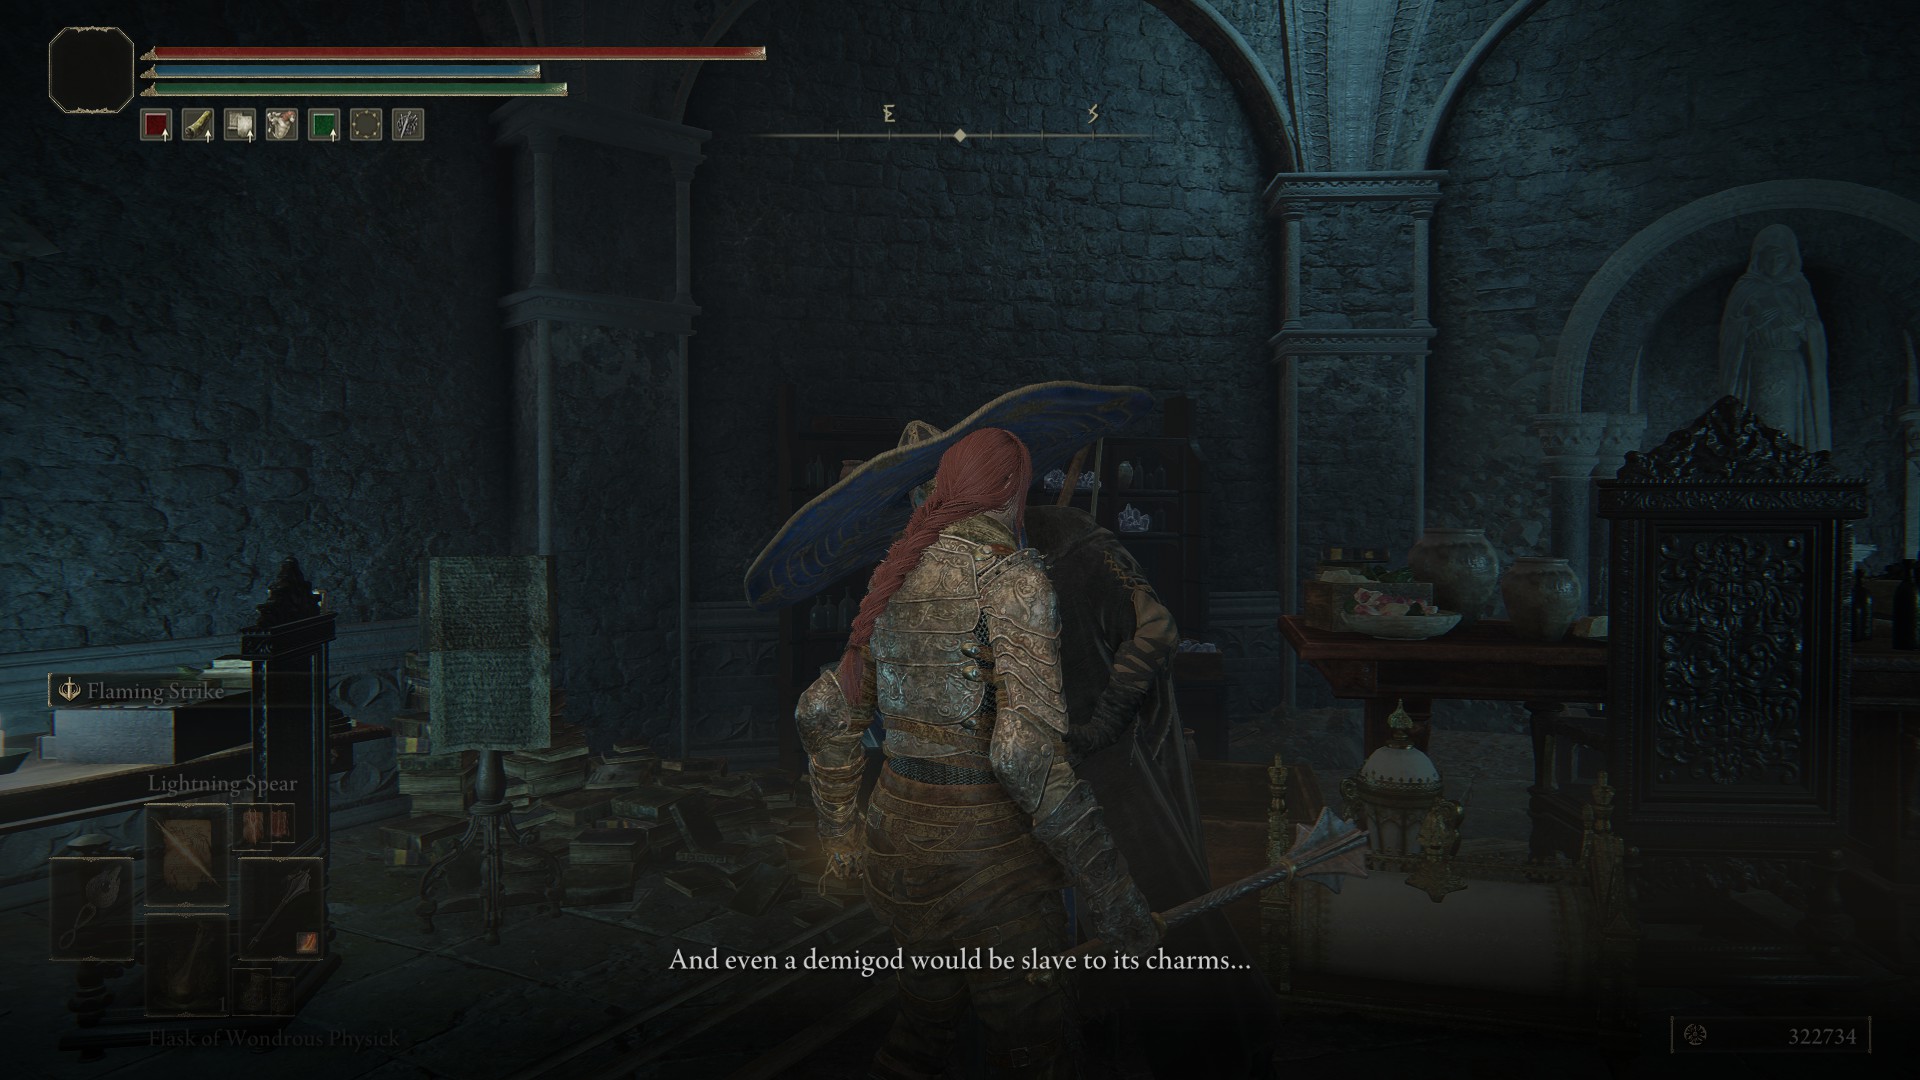 E S
Flaming Strike
Lightning Spear
1
And even a demigod would be slave to its charms...
Flask of Wondrous Physick
322734